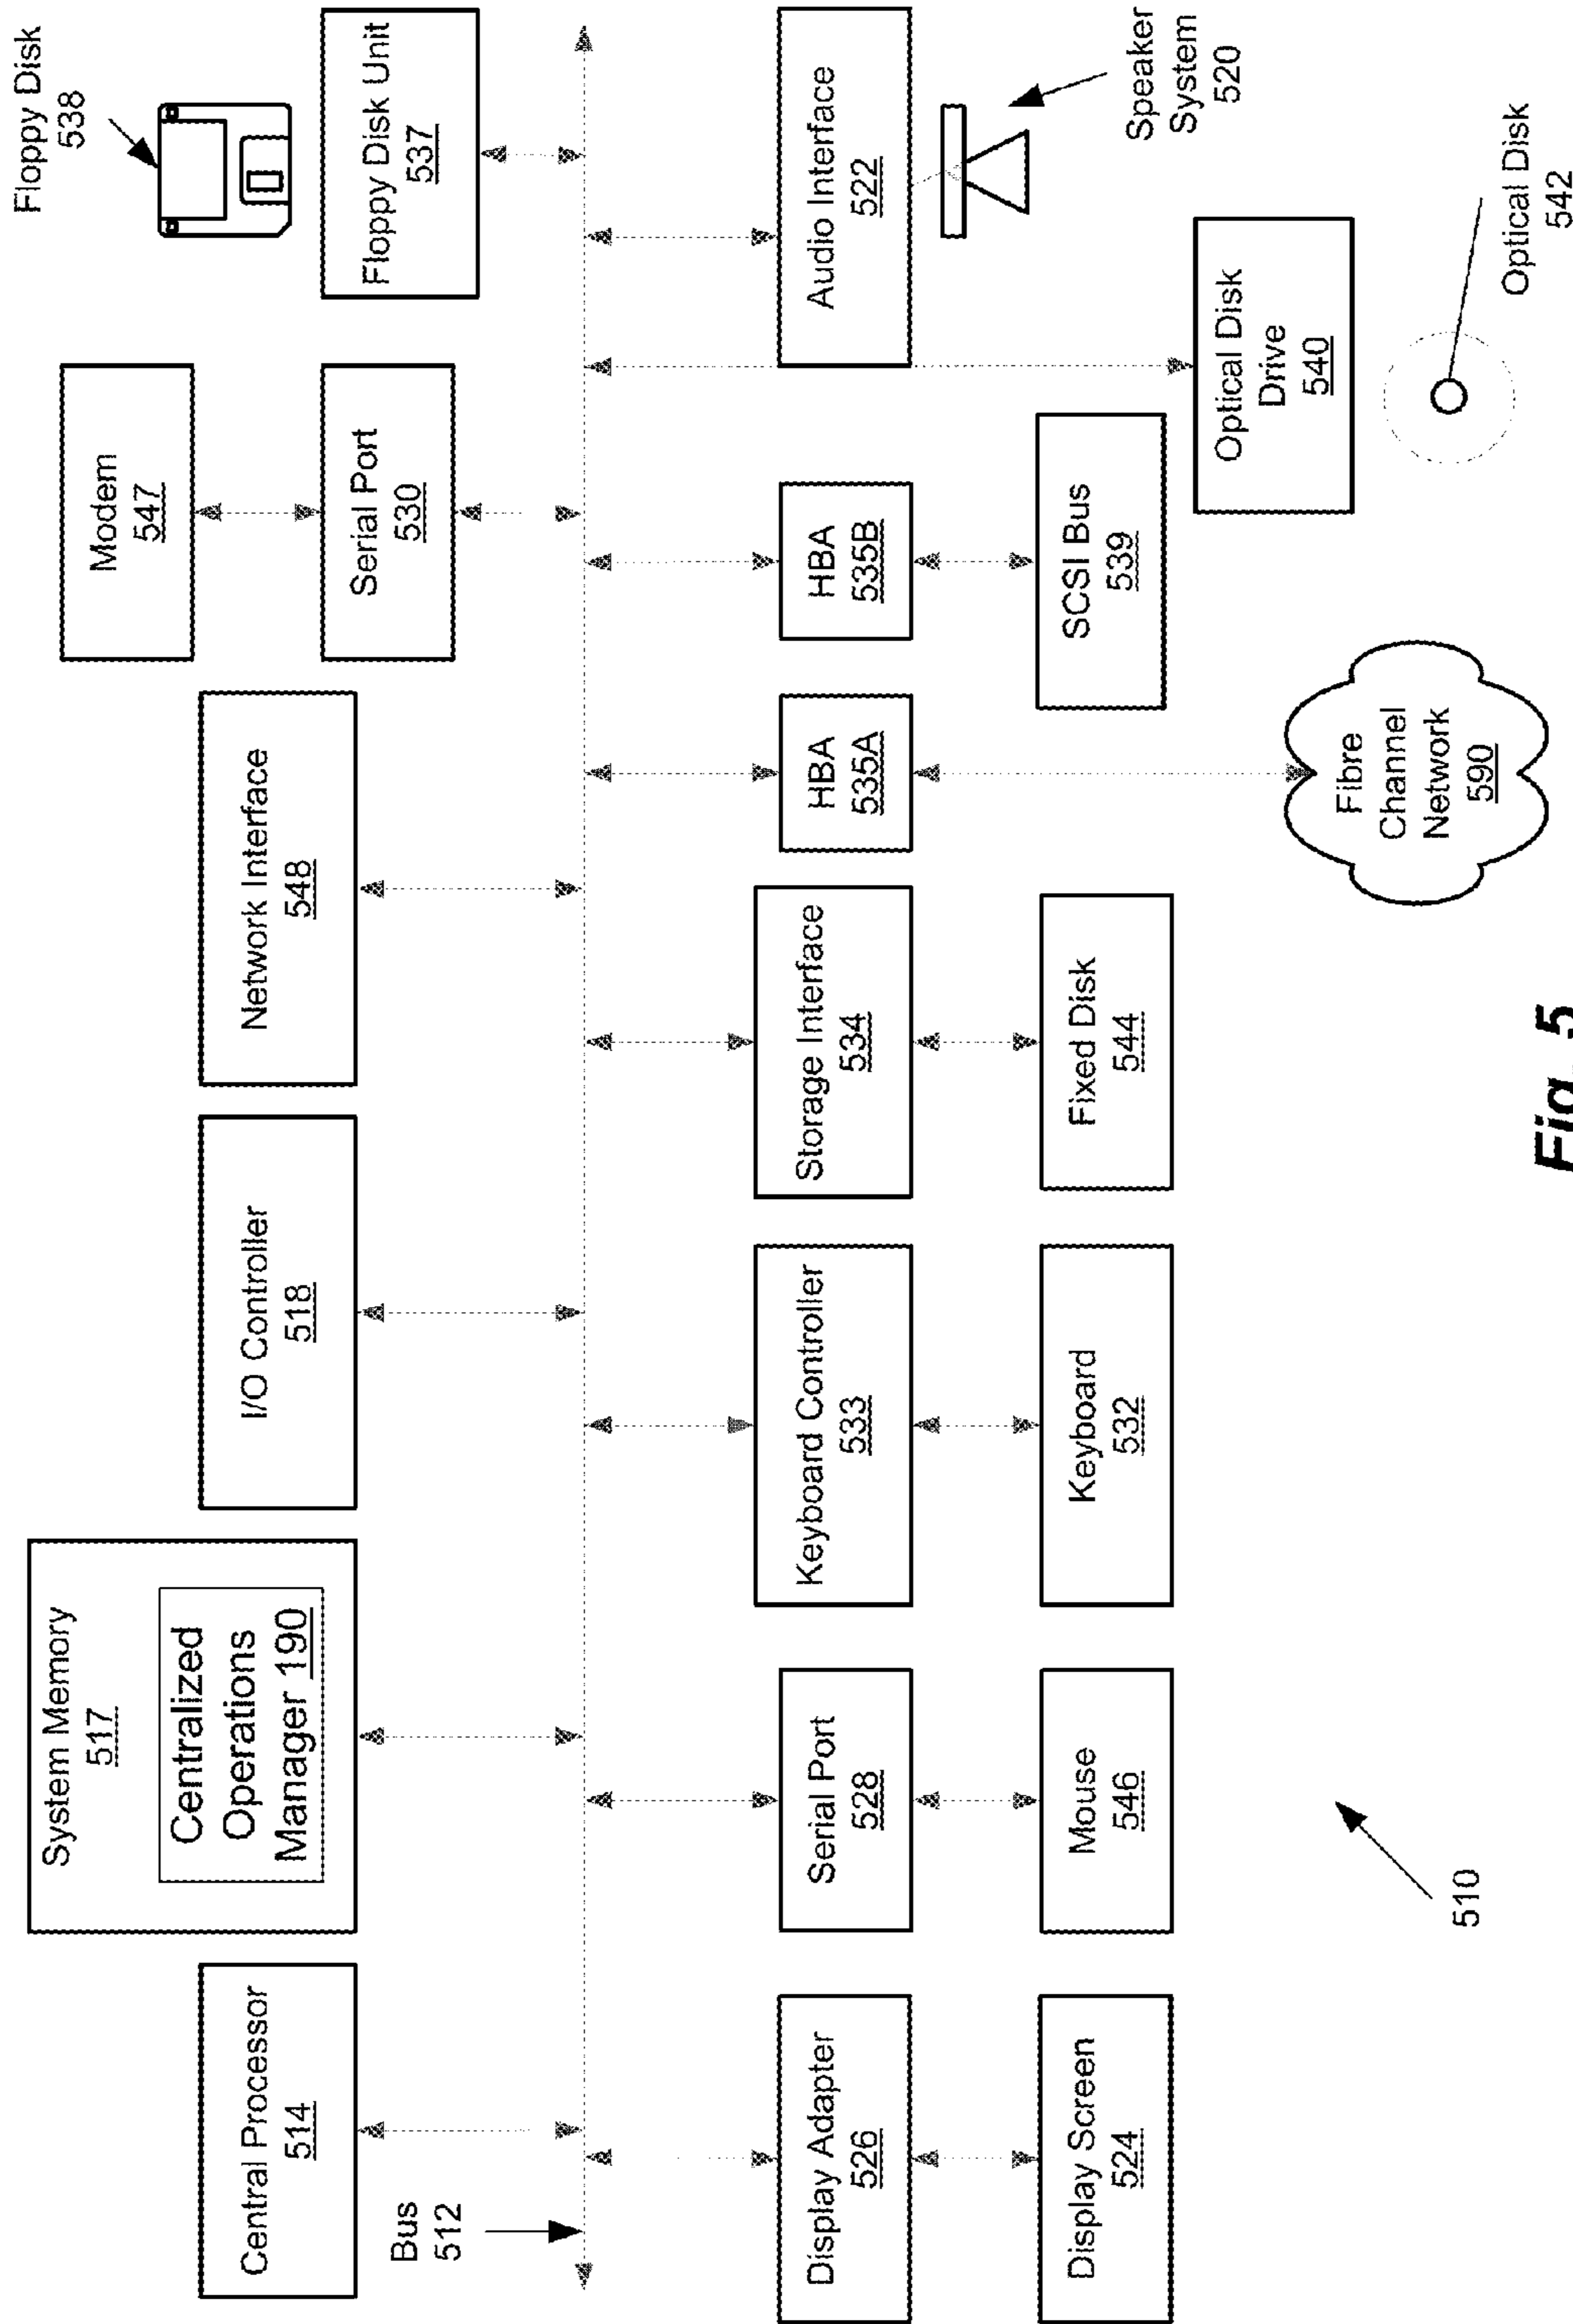 Central Processor
514
System Memory
517
Centralized
Operations
Manager 190
I/O Controller
518
Network Interface
548
Modem
547
Serial Port
530
Floppy Disk
538
Floppy Disk Unit
537
Bus
512
Display Adapter
526
Display Screen
524
Serial Port
528
Mouse
546
Keyboard Controller
533
Keyboard
532
Storage Interface
534
Fixed Disk
544
HBA
535A
Fibre
Channel
Network
590
HBA
535B
SCSI Bus
539
Audio Interface
522
Speaker
System
520
Optical Disk
Drive
540
Optical Disk
542
510
Fig. 5